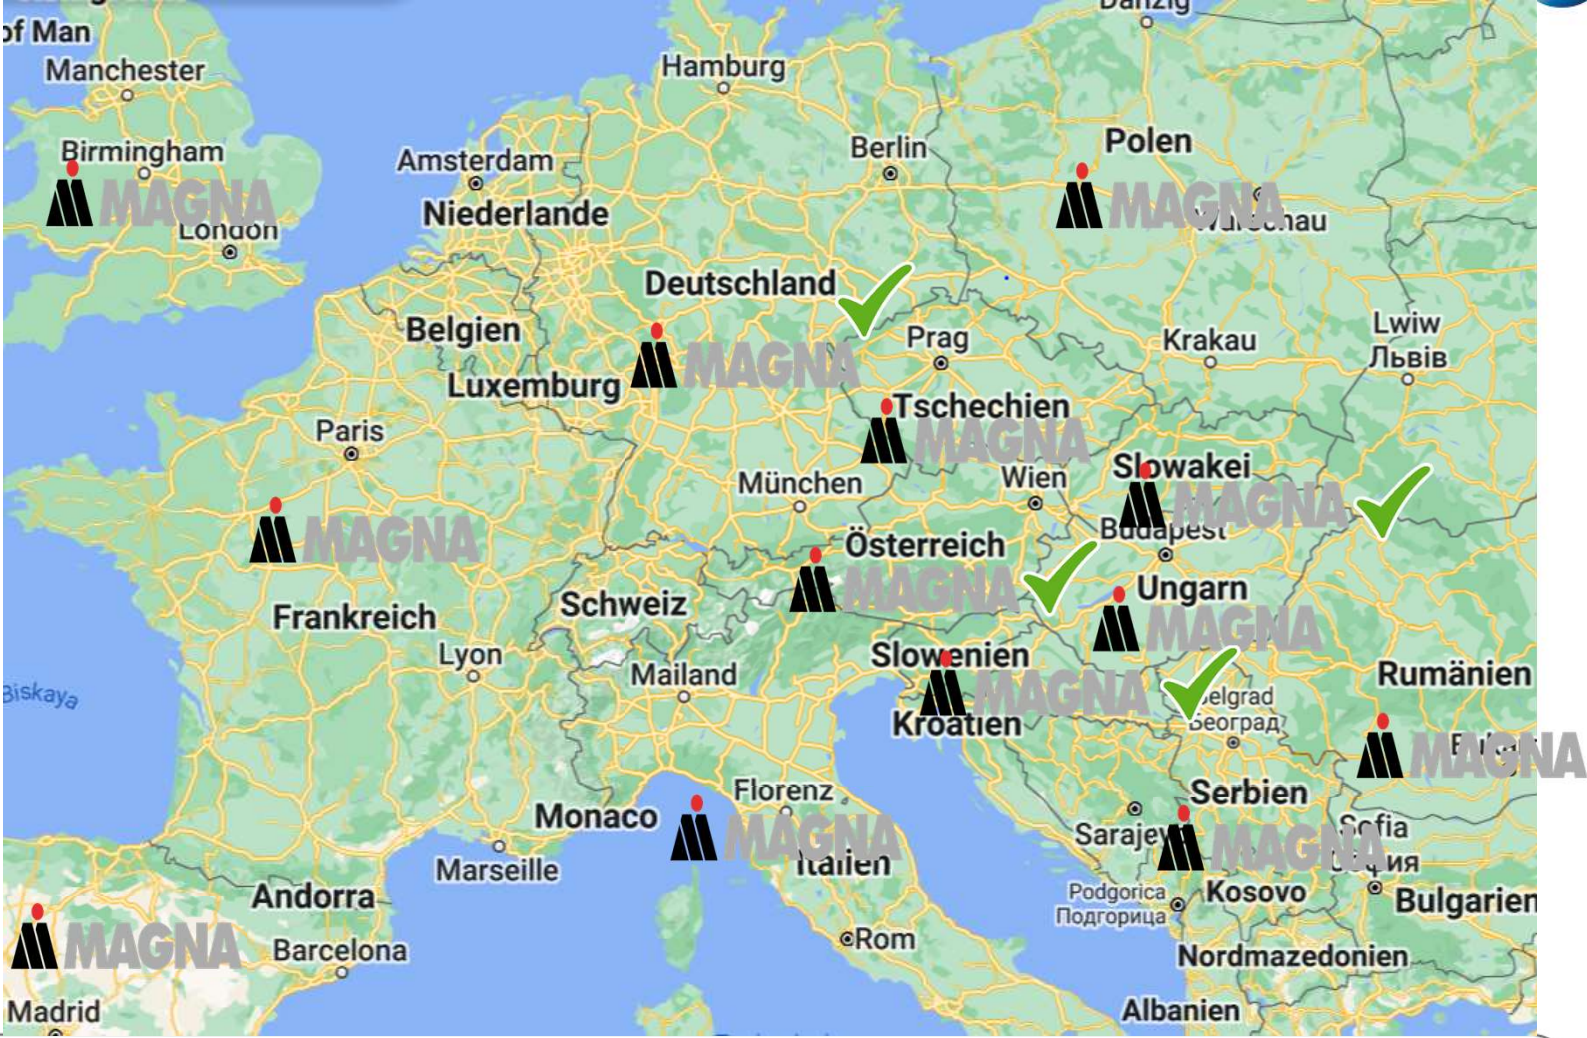 of Man
Danzig
Manchester
Hamburg
Birmingham
Amsterdam
Berlin
Polen
MAGNA
MAGNA
Niederlande
London
Warschau
Deutschland
Belgien
Prag
Krakau
Lwiw
Львів
MAGNA
Luxemburg
Tschechien
Paris
MAGNA
München
Wien
Slowakei
MAGNA
MAGNA
Budapest
Österreich
MAGNA
Ungarn
Schweiz
Frankreich
MAGNA
Lyon
Slowenien
Mailand
Rumänien
Biskaya
MAGNA
Belgrad
Београд
Kroatien
MAGNA
Florenz
Serbien
Monaco
MAGNA
Sofia
София
Sarajevo
MAGNA
Italien
Marseille
Andorra
Podgorica
Подгорица
Kosovo
Bulgarien
MAGNA
Barcelona
Rom
Nordmazedonien
Madrid
Albanien